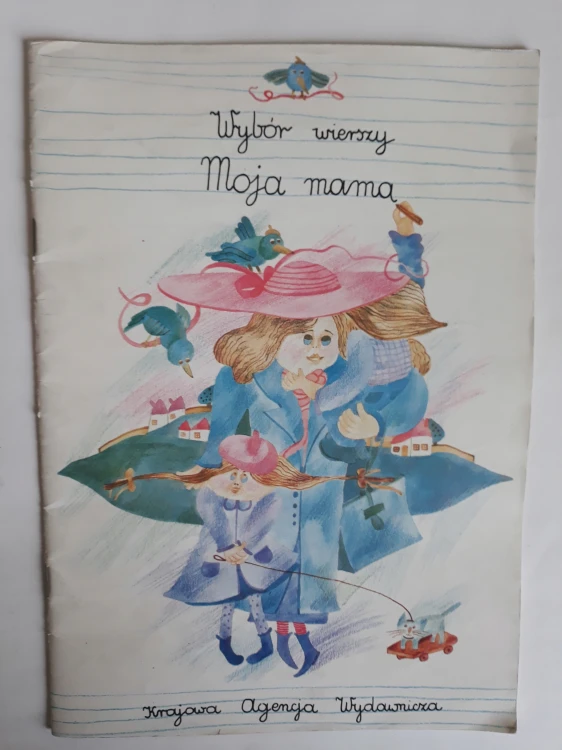 Wybór wierszy
Moja mama
Krajowa Agencja Wydawnicza